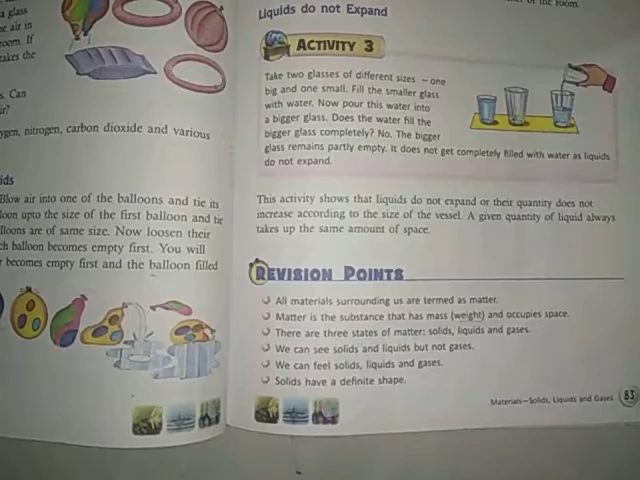 a glass
air in
room. If
takes the
s. Can
ir?
ygen, nitrogen, carbon dioxide and various
ids
Blow air into one of the balloons and tie its
loon upto the size of the first balloon and tie
lloons are of same size. Now loosen their
ch balloon becomes empty first. You will
r becomes empty first and the balloon filled
the room.
Liquids do not Expand
ACTIVITY 3
Take two glasses of different sizes – one
big and one small. Fill the smaller glass
with water. Now pour this water into
a bigger glass. Does the water fill the
bigger glass completely? No. The bigger
glass remains partly empty. It does not get completely filled with water as liquids
do not expand.
This activity shows that liquids do not expand or their quantity does not
increase according to the size of the vessel. A given quantity of liquid always
takes up the same amount of space.
REVISION POINTS
All materials surrounding us are termed as matter.
Matter is the substance that has mass (weight) and occupies space.
There are three states of matter: solids, liquids and gases.
We can see solids and liquids but not gases.
We can feel solids, liquids and gases.
Solids have a definite shape.
Materials—Solids, Liquids and Gases 83